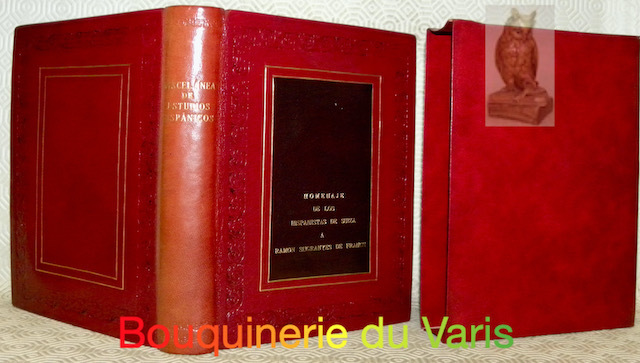 MISCELÁNEA
DE
ESTUDIOS
HISPÁNICOS
HOMENAJE
DE LOS
HISPANISTAS DE SUIZA
A
RAMON SUGRANYES DE FRANCH
Bouquinerie du Varis